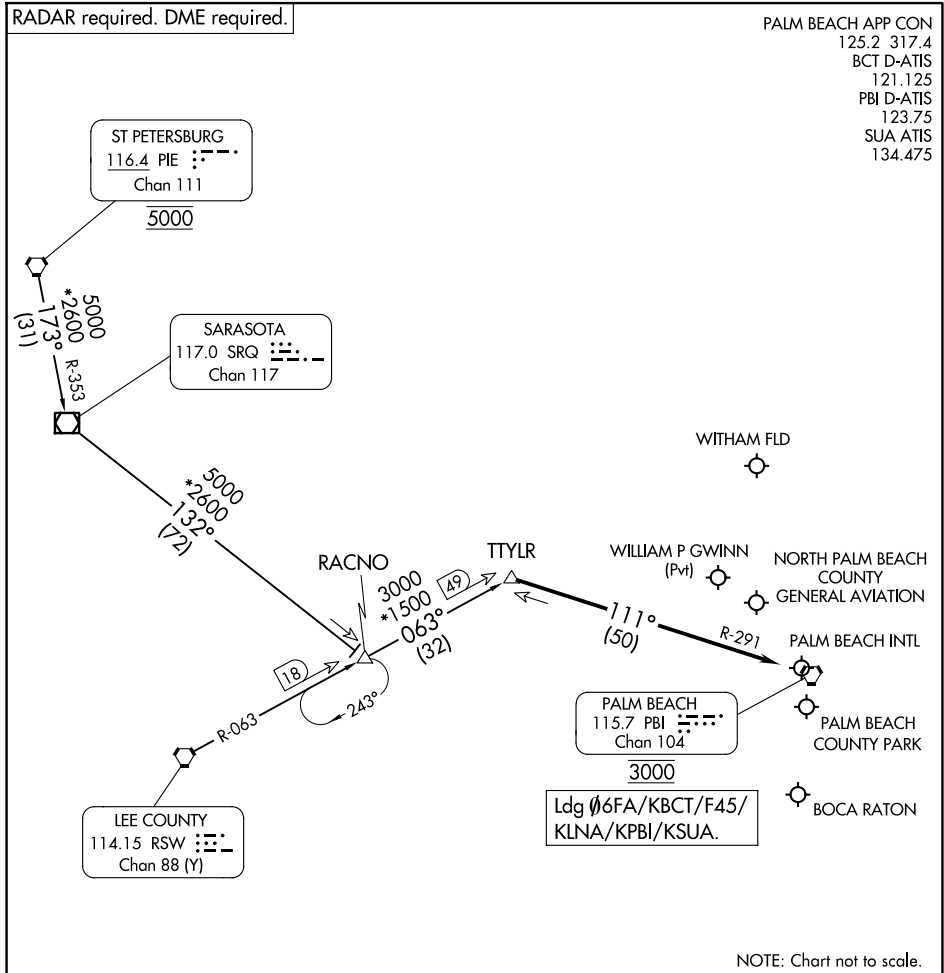 RADAR required. DME required.
PALM BEACH APP CON
125.2 317.4
BCT D-ATIS
121.125
PBI D-ATIS
123.75
SUA ATIS
134.475
ST PETERSBURG
116.4 PIE
Chan 111
5000
5000
*2600
173°
(31)
R-353
SARASOTA
117.0 SRQ
Chan 117
5000
*2600
132°
(72)
WITHAM FLD
RACNO
TTYLR
WILLIAM P GWINN
(Pvt)
NORTH PALM BEACH
COUNTY
GENERAL AVIATION
3000
*1500
063°
(32)
49
18
R-063
243°
111°
(50)
R-291
PALM BEACH INTL
PALM BEACH
115.7 PBI
Chan 104
3000
PALM BEACH
COUNTY PARK
Ldg Ø6FA/KBCT/F45/
KLNA/KPBI/KSUA.
BOCA RATON
LEE COUNTY
114.15 RSW
Chan 88 (Y)
NOTE: Chart not to scale.